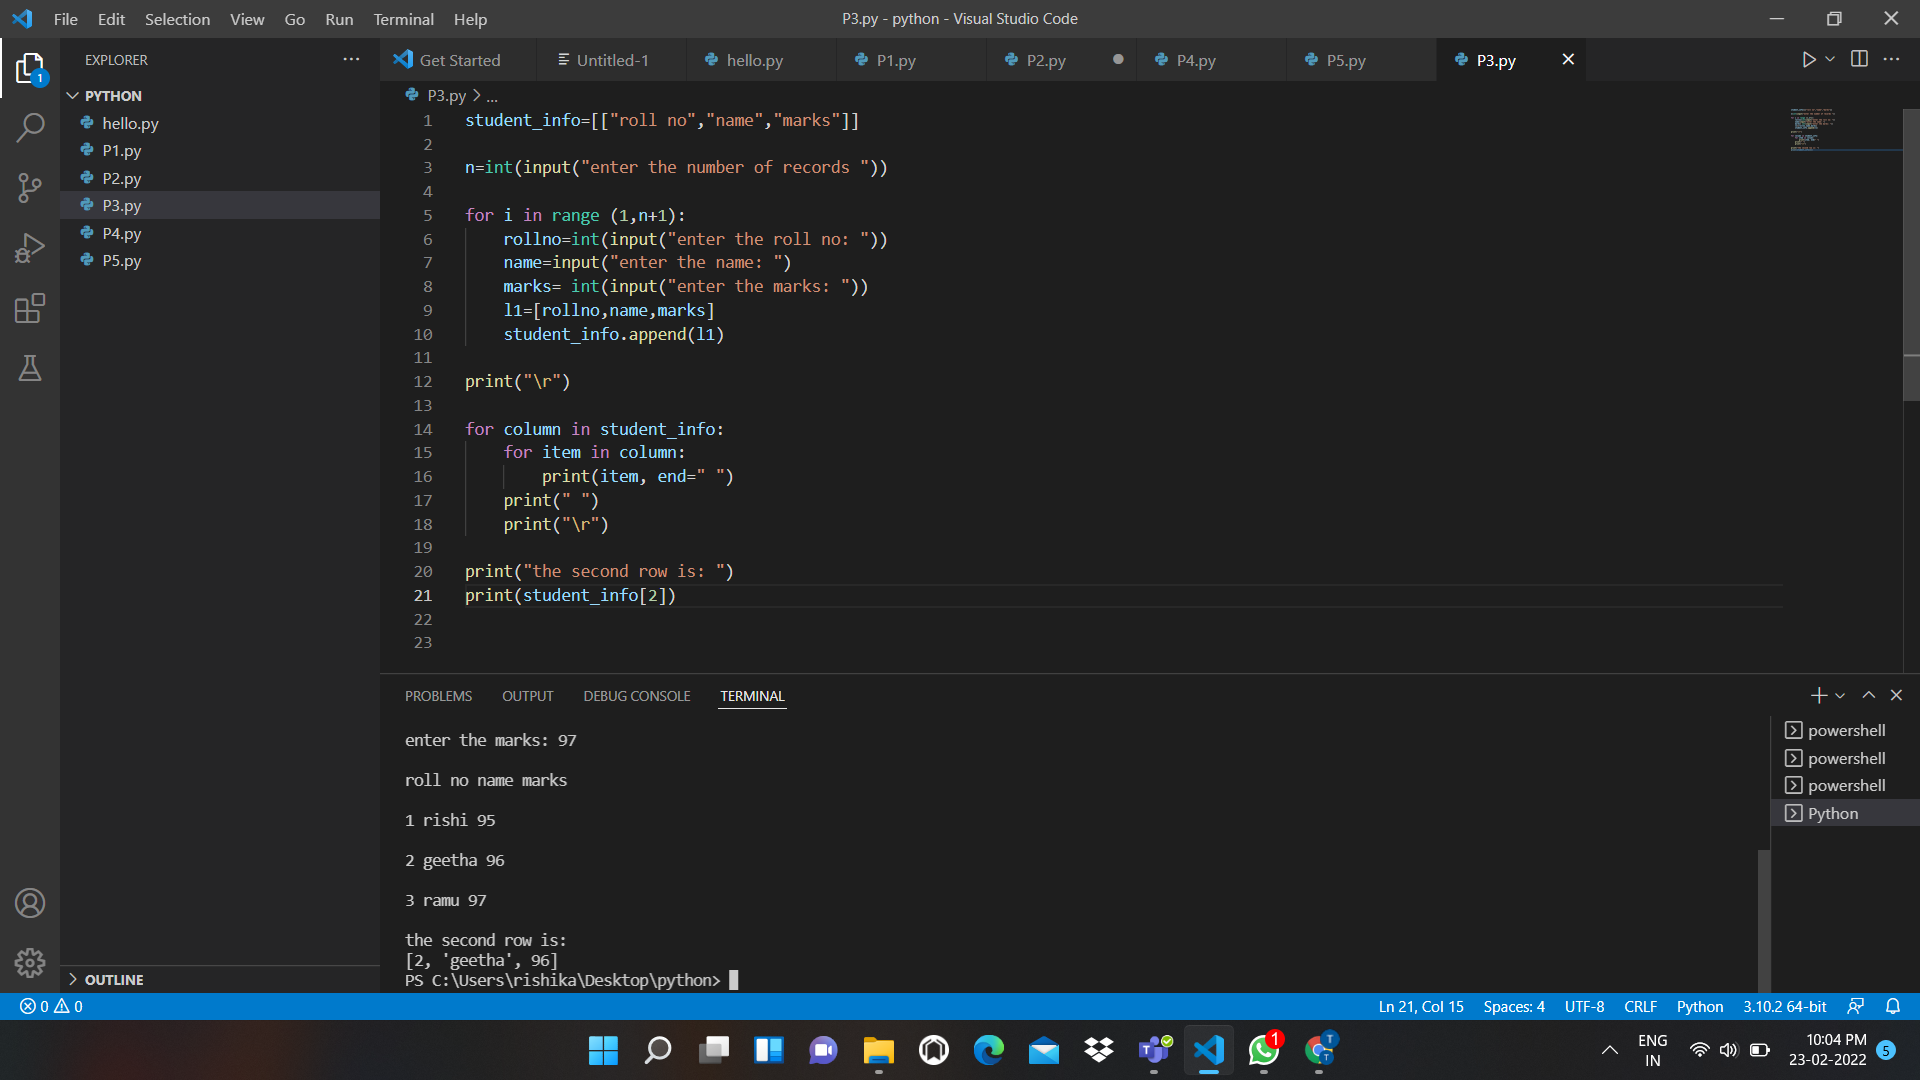 File Edit Selection View Go Run Terminal Help
P3.py - python - Visual Studio Code
EXPLORER
Get Started
Untitled-1
hello.py
P1.py
P2.py
P4.py
P5.py
P3.py
PYTHON
hello.py
P1.py
P2.py
P3.py
P4.py
P5.py
OUTLINE
P3.py > ...
1 student_info=[["roll no","name","marks"]]
2
3 n=int(input("enter the number of records "))
4
5 for i in range (1,n+1):
6     rollno=int(input("enter the roll no: "))
7     name=input("enter the name: ")
8     marks= int(input("enter the marks: "))
9     l1=[rollno,name,marks]
10     student_info.append(l1)
11
12 print("\r")
13
14 for column in student_info:
15     for item in column:
16         print(item, end=" ")
17     print(" ")
18     print("\r")
19
20 print("the second row is: ")
21 print(student_info[2])
22
23
PROBLEMS OUTPUT DEBUG CONSOLE TERMINAL
enter the marks: 97
roll no name marks
1 rishi 95
2 geetha 96
3 ramu 97
the second row is:
[2, 'geetha', 96]
PS C:\Users\rishika\Desktop\python>
powershell
powershell
powershell
Python
1
0 0
Ln 21, Col 15 Spaces: 4 UTF-8 CRLF Python 3.10.2 64-bit
1
T
T
T
ENG
IN
10:04 PM
23-02-2022
5